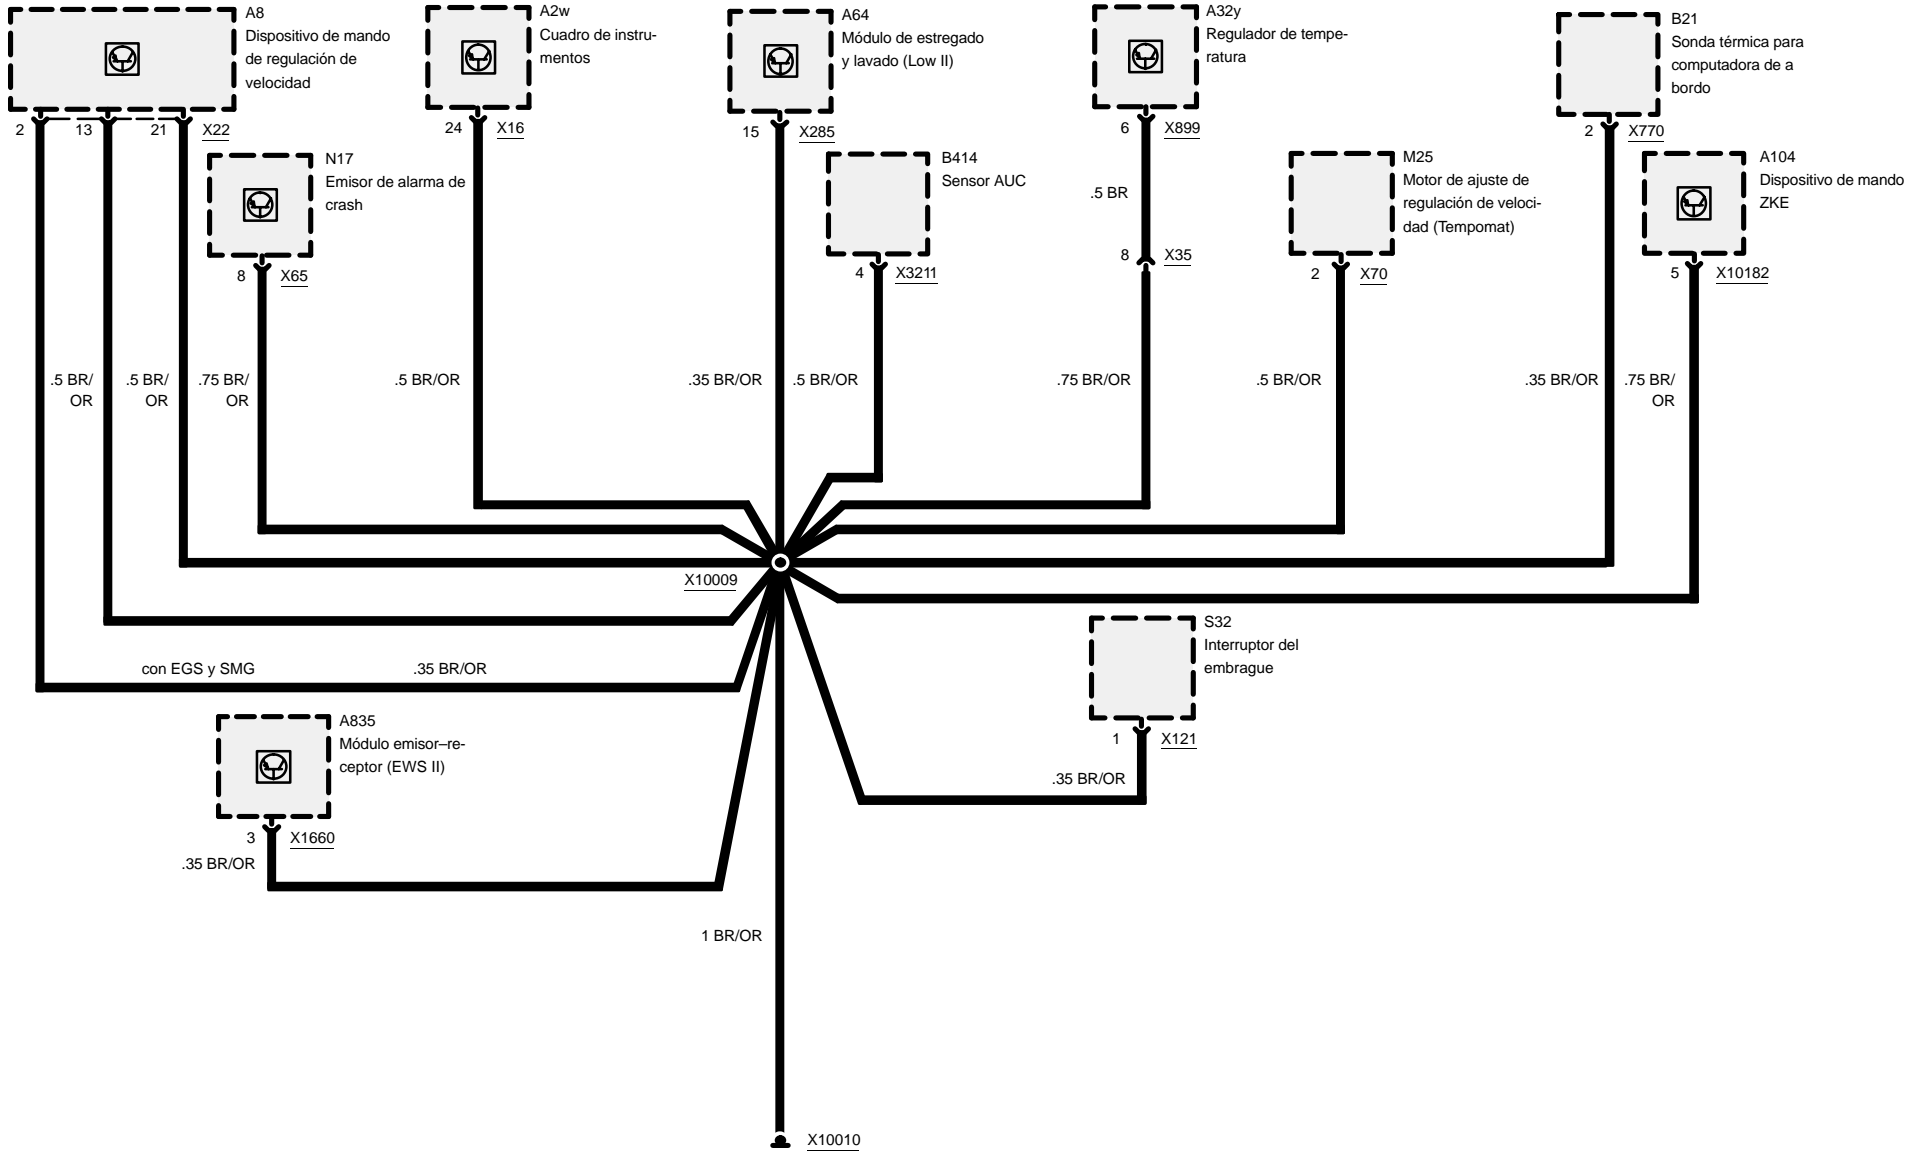 A8
Dispositivo de mando
de regulación de
velocidad
2
13
21
X22
A2w
Cuadro de instru-
mentos
24
X16
A64
Módulo de estregado
y lavado (Low II)
15
X285
A32y
Regulador de tempe-
ratura
6
X899
.5 BR
8
X35
B21
Sonda térmica para
computadora de a
bordo
2
X770
N17
Emisor de alarma de
crash
8
X65
B414
Sensor AUC
4
X3211
M25
Motor de ajuste de
regulación de veloci-
dad (Tempomat)
2
X70
A104
Dispositivo de mando
ZKE
5
X10182
.5 BR/
OR
.5 BR/
OR
.75 BR/
OR
.5 BR/OR
.35 BR/OR
.5 BR/OR
.75 BR/OR
.5 BR/OR
.35 BR/OR
.75 BR/
OR
X10009
con EGS y SMG
.35 BR/OR
S32
Interruptor del
embrague
1
X121
.35 BR/OR
A835
Módulo emisor–re-
ceptor (EWS II)
3
X1660
.35 BR/OR
1 BR/OR
X10010